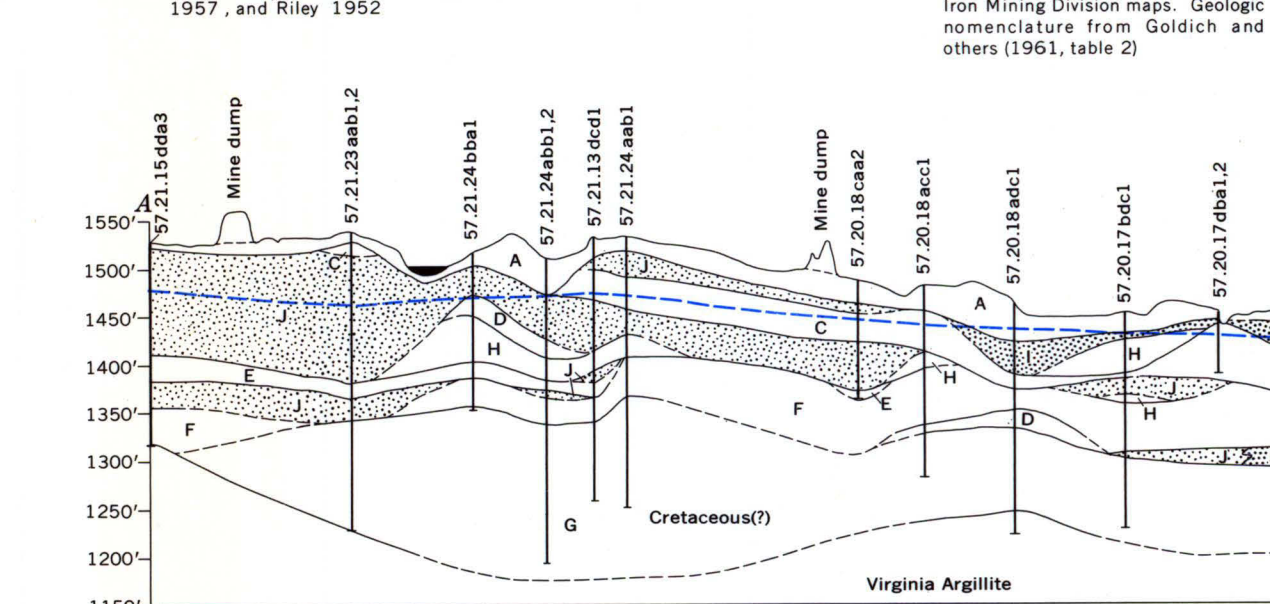 1957, and Riley 1952
Iron Mining Division maps. Geologic
nomenclature from Goldich and
others (1961, table 2)
A
57.21.15dda3
Mine dump
57.21.23aab1,2
57.21.24bba1
57.21.24abb1,2
57.21.13dcd1
57.21.24.aab1
Mine dump
57.20.18caa2
57.20.18acc1
57.20.18adc1
57.20.17bdc1
57.20.17dba1,2
1550′
1500′
1450′
1400′
1350′
1300′
1250′
1200′
1150′
C
A
J
A
J
D
C
H
I
H
E
J
H
J
J
E
H
F
F
D
J
G
Cretaceous(?)
Virginia Argillite